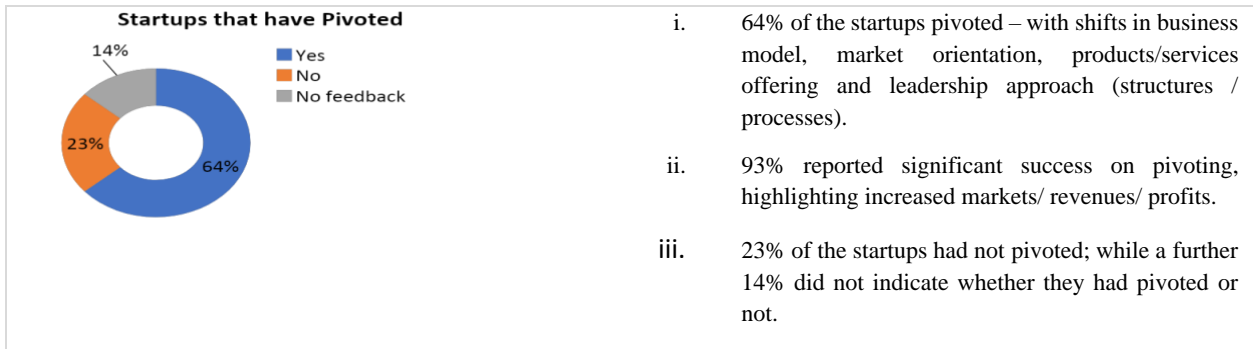 Startups that have Pivoted
14%
Yes
No
No feedback
23%
64%
i. 64% of the startups pivoted – with shifts in business
model, market orientation, products/services
offering and leadership approach (structures /
processes).
ii. 93% reported significant success on pivoting,
highlighting increased markets/ revenues/ profits.
iii. 23% of the startups had not pivoted; while a further
14% did not indicate whether they had pivoted or
not.